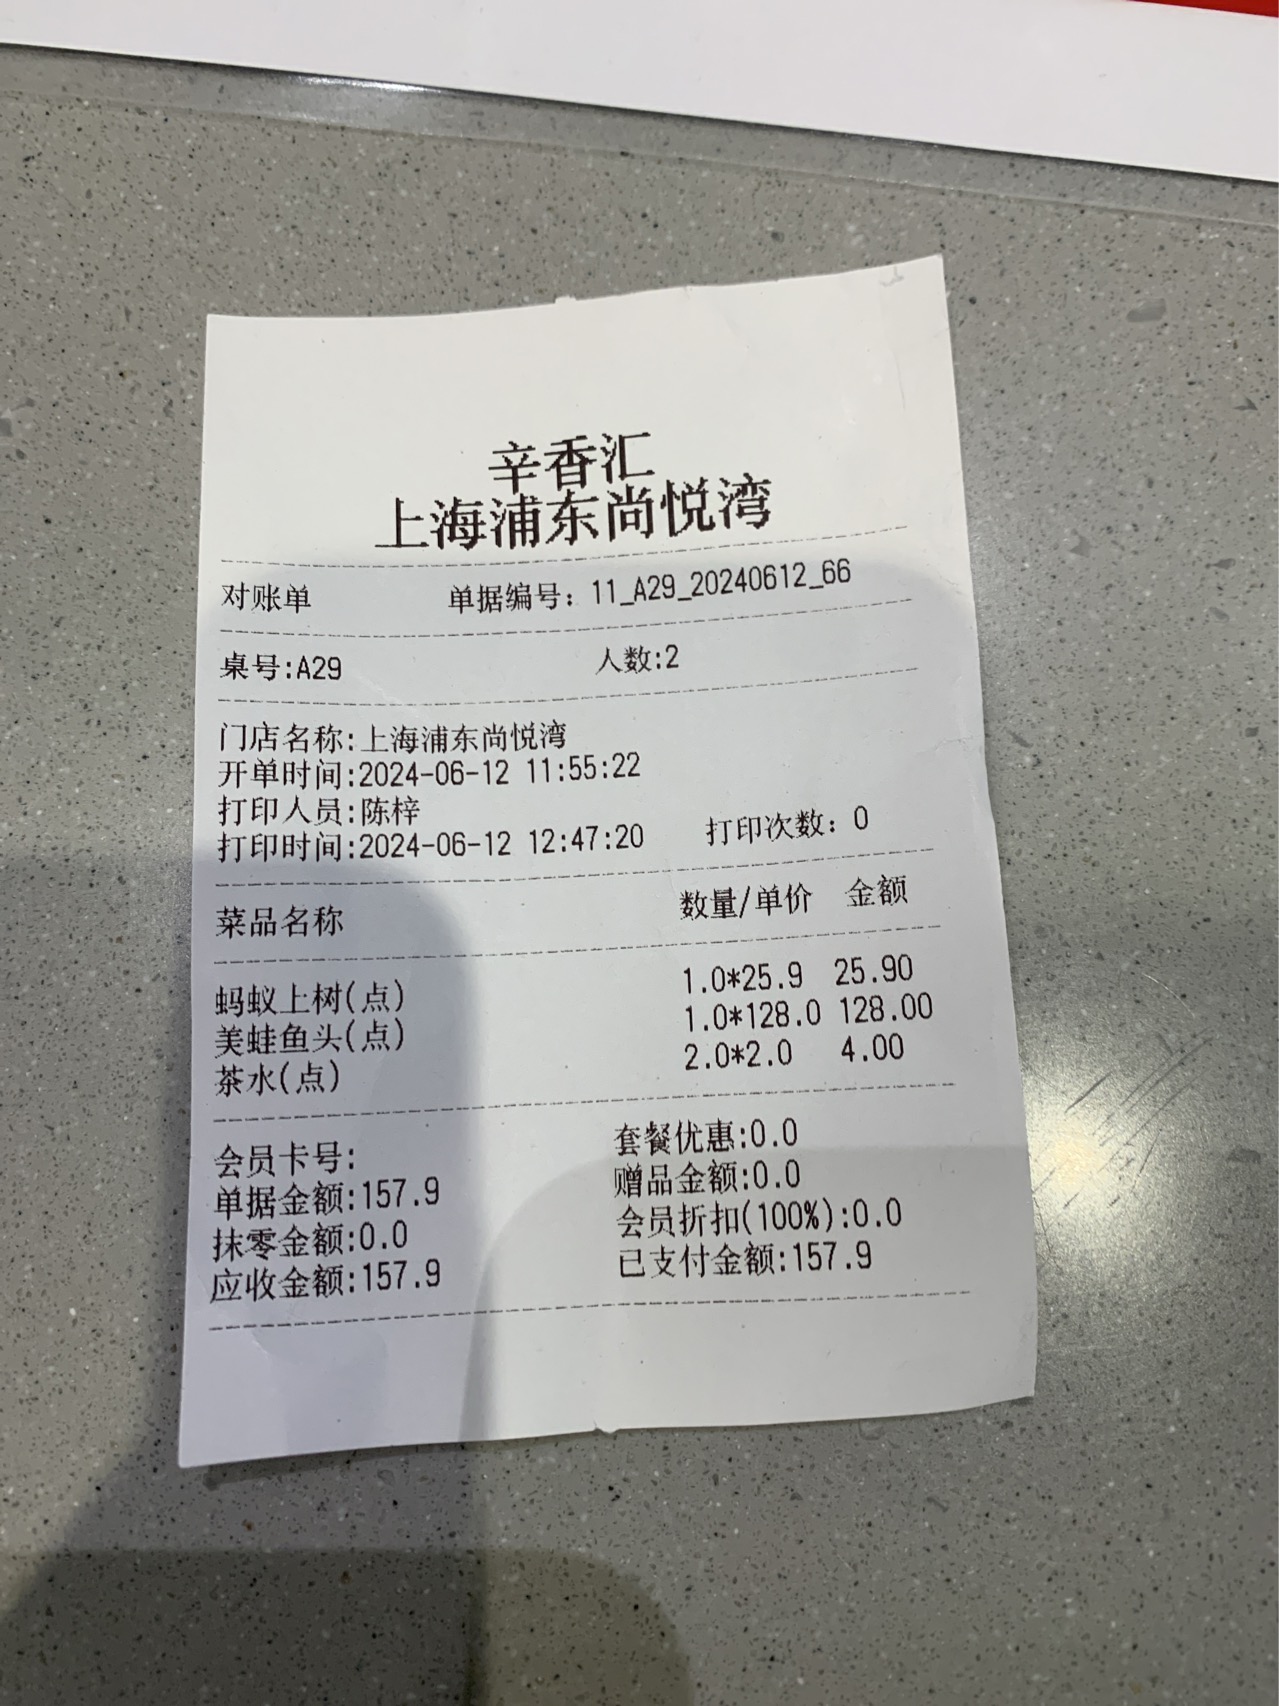 辛香汇
上海浦东尚悦湾
对账单 单据编号：11_A29_20240612_66
桌号:A29 人数:2
门店名称:上海浦东尚悦湾
开单时间:2024-06-12 11:55:22
打印人员:陈梓
打印时间:2024-06-12 12:47:20 打印次数：0
菜品名称 数量/单价 金额
蚂蚁上树(点) 1.0*25.9 25.90
美蛙鱼头(点) 1.0*128.0 128.00
茶水(点) 2.0*2.0 4.00
会员卡号: 套餐优惠:0.0
单据金额:157.9 赠品金额:0.0
抹零金额:0.0 会员折扣(100%):0.0
应收金额:157.9 已支付金额:157.9